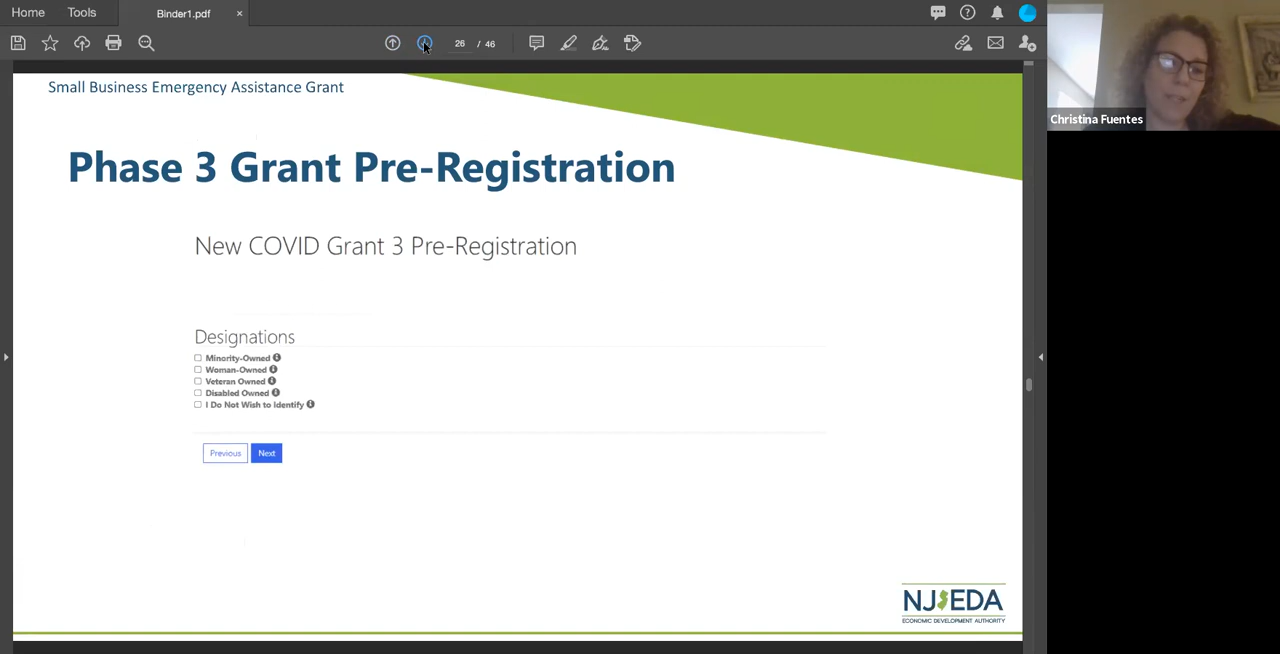 Home Tools Binder1.pdf ×
26 / 46
Christina Fuentes
Small Business Emergency Assistance Grant
Phase 3 Grant Pre-Registration
New COVID Grant 3 Pre-Registration
Designations
Minority-Owned
Woman-Owned
Veteran Owned
Disabled Owned
I Do Not Wish to Identify
Previous Next
NJEDA
ECONOMIC DEVELOPMENT AUTHORITY